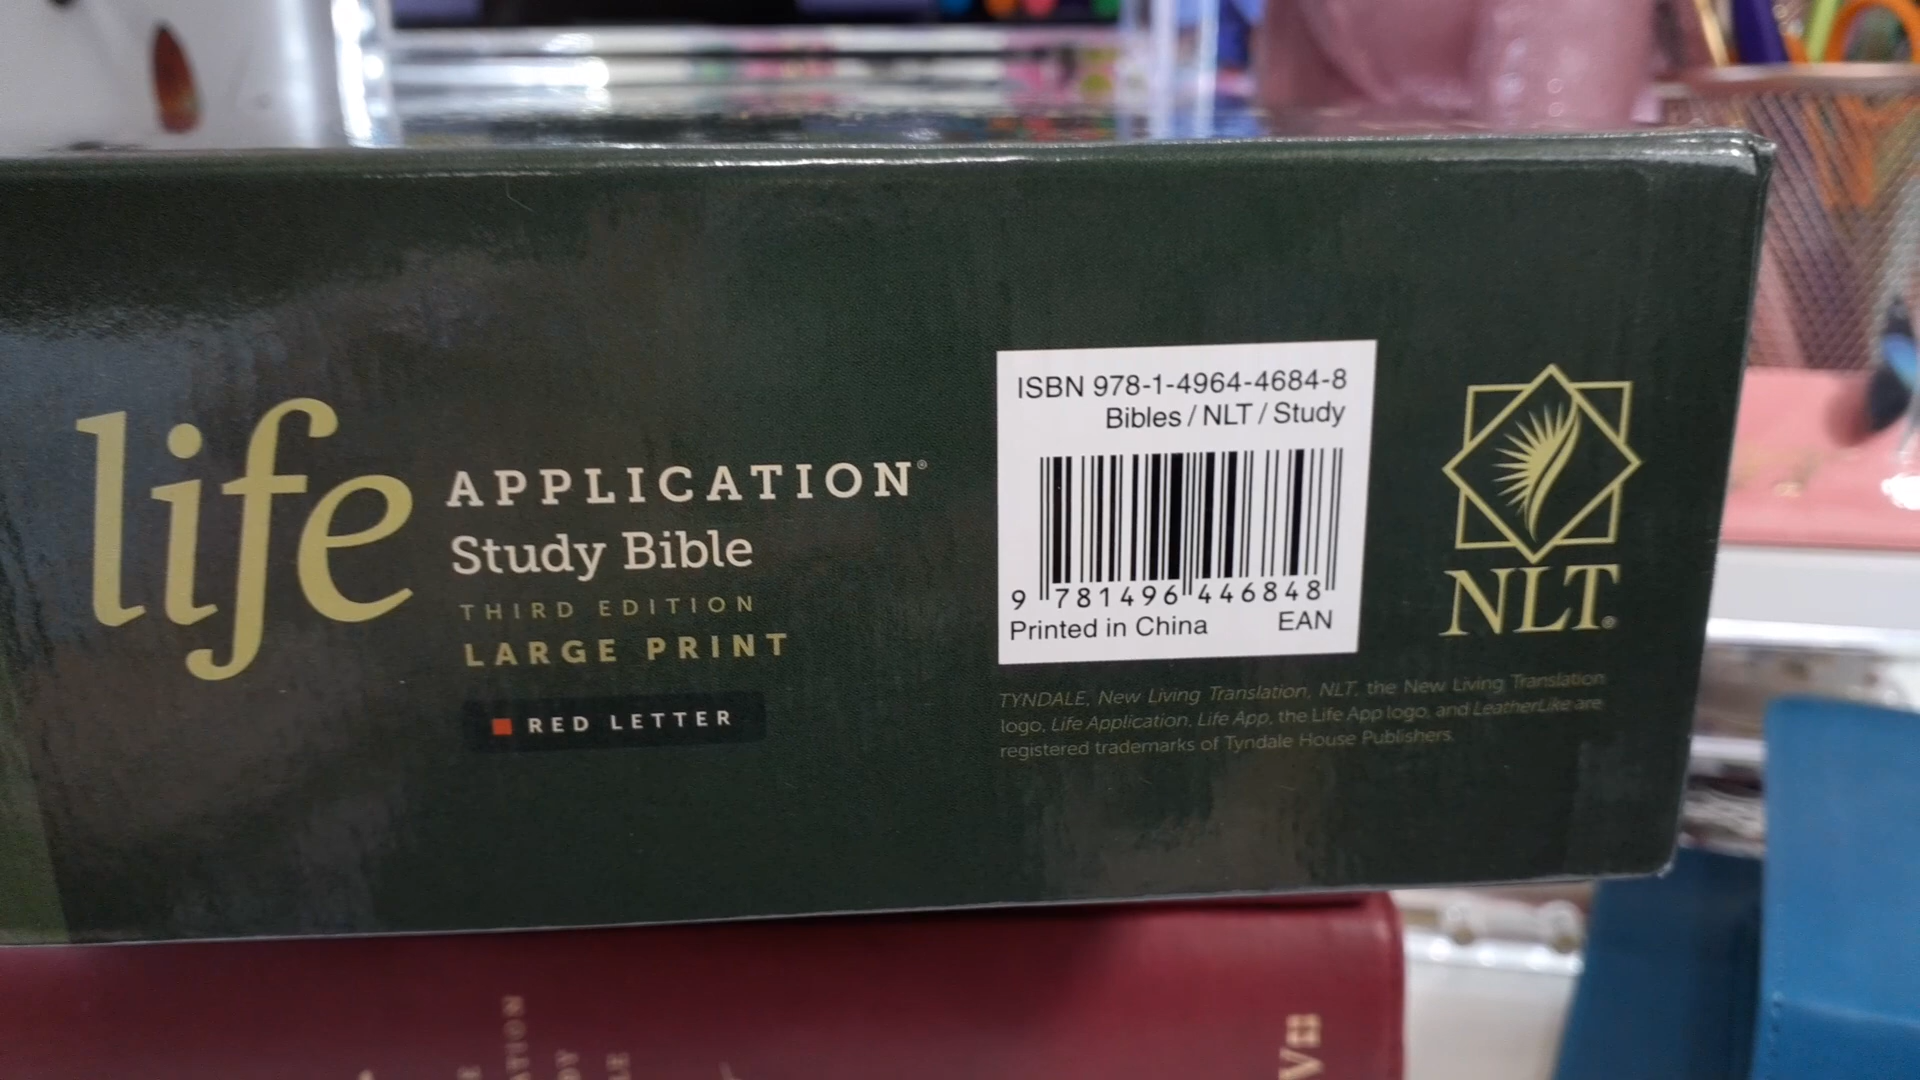 life
APPLICATION®
Study Bible
THIRD EDITION
LARGE PRINT
RED LETTER
ISBN 978-1-4964-4684-8
Bibles / NLT / Study
9 781496 446848
Printed in China EAN
NLT®
TYNDALE, New Living Translation, NLT, the New Living Translation
logo, Life Application, Life App, the Life App logo, and LeatherLike are
registered trademarks of Tyndale House Publishers.